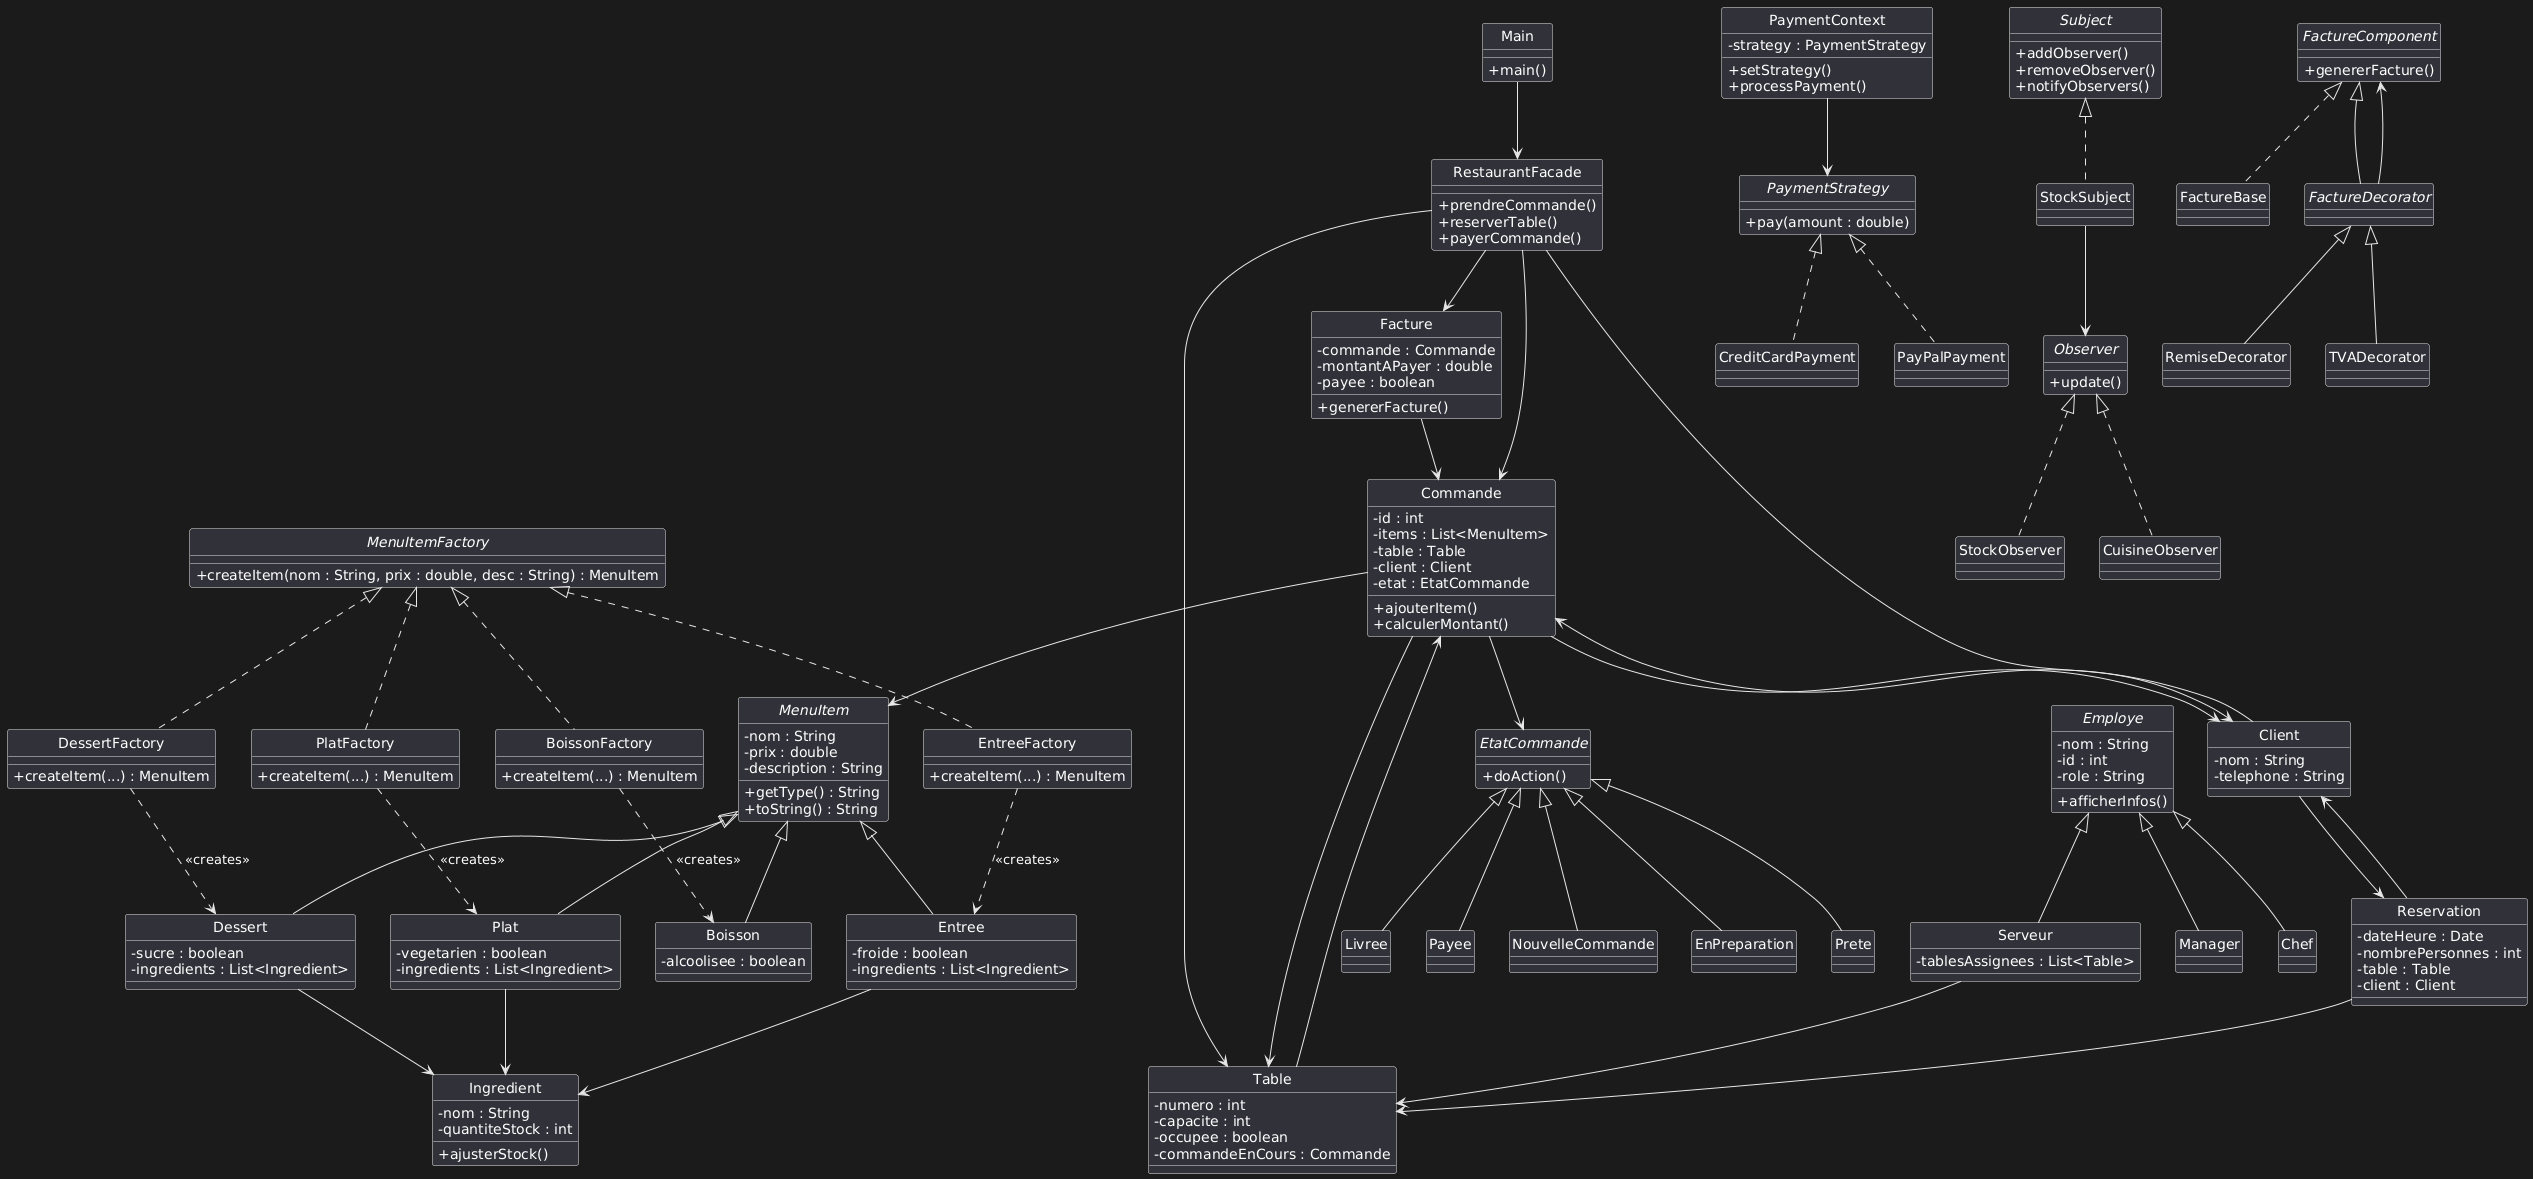 Main
+main()
PaymentContext
-strategy : PaymentStrategy
+setStrategy()
+processPayment()
Subject
+addObserver()
+removeObserver()
+notifyObservers()
FactureComponent
+genererFacture()
RestaurantFacade
+prendreCommande()
+reserverTable()
+payerCommande()
PaymentStrategy
+pay(amount : double)
StockSubject
FactureBase
FactureDecorator
Facture
-commande : Commande
-montantAPayer : double
-payee : boolean
+genererFacture()
CreditCardPayment
PayPalPayment
Observer
+update()
RemiseDecorator
TVADecorator
MenuItemFactory
+createItem(nom : String, prix : double, desc : String) : MenuItem
Commande
-id : int
-items : List<MenuItem>
-table : Table
-client : Client
-etat : EtatCommande
+ajouterItem()
+calculerMontant()
StockObserver
CuisineObserver
DessertFactory
+createItem(...) : MenuItem
PlatFactory
+createItem(...) : MenuItem
BoissonFactory
+createItem(...) : MenuItem
MenuItem
-nom : String
-prix : double
-description : String
+getType() : String
+toString() : String
EntreeFactory
+createItem(...) : MenuItem
EtatCommande
+doAction()
Employe
-nom : String
-id : int
-role : String
+afficherInfos()
Client
-nom : String
-telephone : String
«creates»
«creates»
«creates»
«creates»
Dessert
-sucre : boolean
-ingredients : List<Ingredient>
Plat
-vegetarien : boolean
-ingredients : List<Ingredient>
Boisson
-alcoolisee : boolean
Entree
-froide : boolean
-ingredients : List<Ingredient>
Livree
Payee
NouvelleCommande
EnPreparation
Prete
Serveur
-tablesAssignees : List<Table>
Manager
Chef
Reservation
-dateHeure : Date
-nombrePersonnes : int
-table : Table
-client : Client
Ingredient
-nom : String
-quantiteStock : int
+ajusterStock()
Table
-numero : int
-capacite : int
-occupee : boolean
-commandeEnCours : Commande